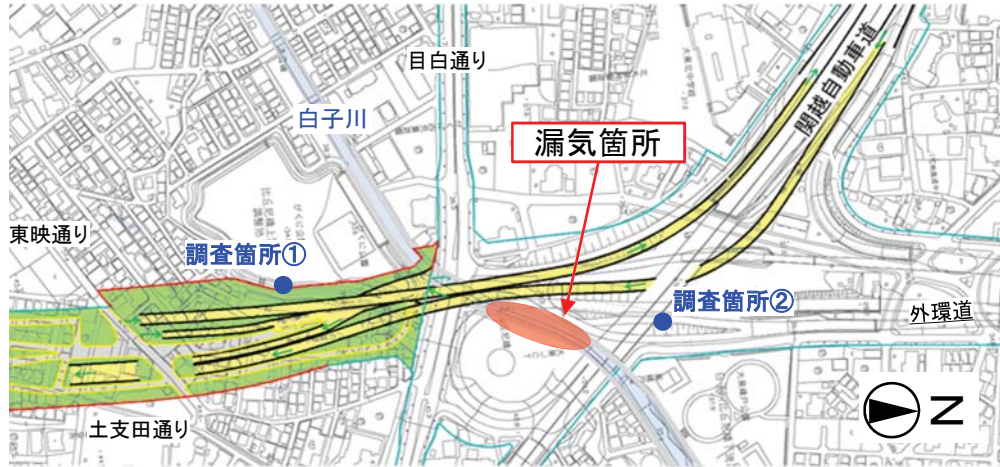 目白通り
白子川
漏気箇所
関越自動車道
東映通り
調査箇所①
調査箇所②
外環道
土支田通り
N